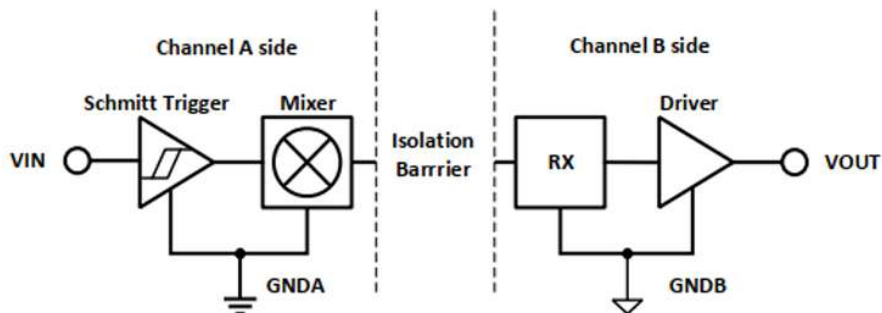 Channel A side
Channel B side
Schmitt Trigger
Mixer
Driver
VIN
Isolation
Barrrier
RX
VOUT
GNDA
GNDB